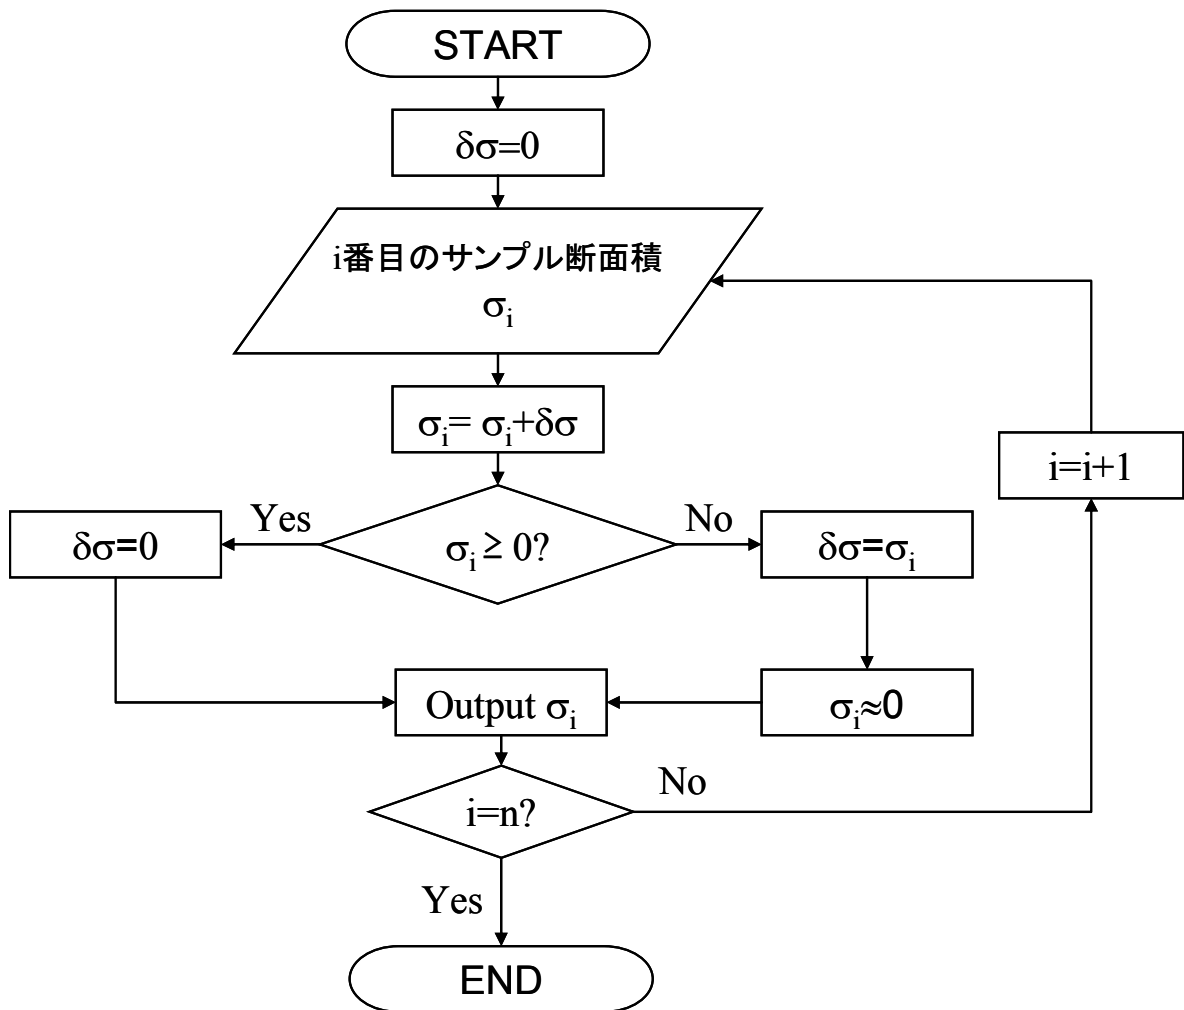 START
δσ=0
i番目のサンプル断面積
σi
σi= σi+δσ
i=i+1
Yes
No
δσ=0
σi≥ 0?
δσ=σi
Output σi
σi≈0
i=n?
No
Yes
END